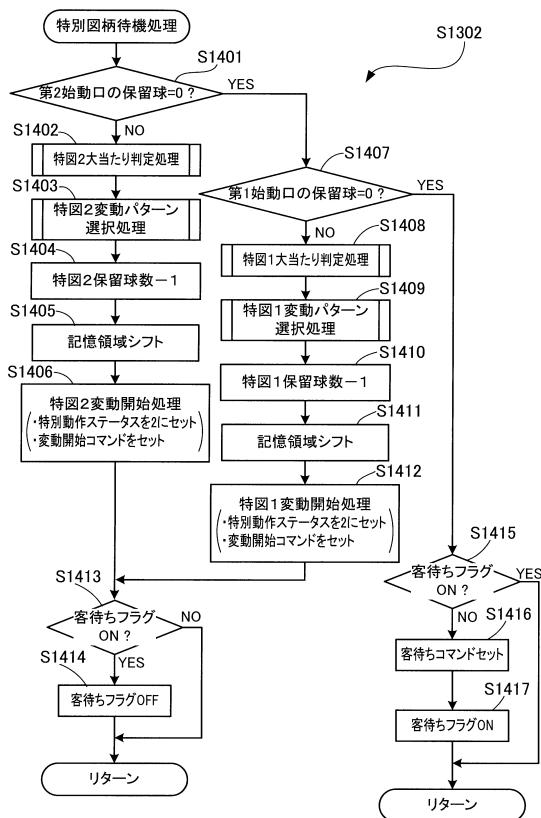 特別図柄待機処理
S1302
S1401
第2始動口の保留球=0？
YES
NO
S1402
特図2大当たり判定処理
S1403
特図2変動パターン
選択処理
S1404
特図2保留球数－1
S1405
記憶領域シフト
S1406
特図2変動開始処理
・特別動作ステータスを2にセット
・変動開始コマンドをセット
S1407
第1始動口の保留球=0？
YES
NO
S1408
特図1大当たり判定処理
S1409
特図1変動パターン
選択処理
S1410
特図1保留球数－1
S1411
記憶領域シフト
S1412
特図1変動開始処理
・特別動作ステータスを2にセット
・変動開始コマンドをセット
S1413
客待ちフラグ
ON？
NO
YES
S1414
客待ちフラグOFF
リターン
S1415
客待ちフラグ
ON？
YES
NO
S1416
客待ちコマンドセット
S1417
客待ちフラグON
リターン